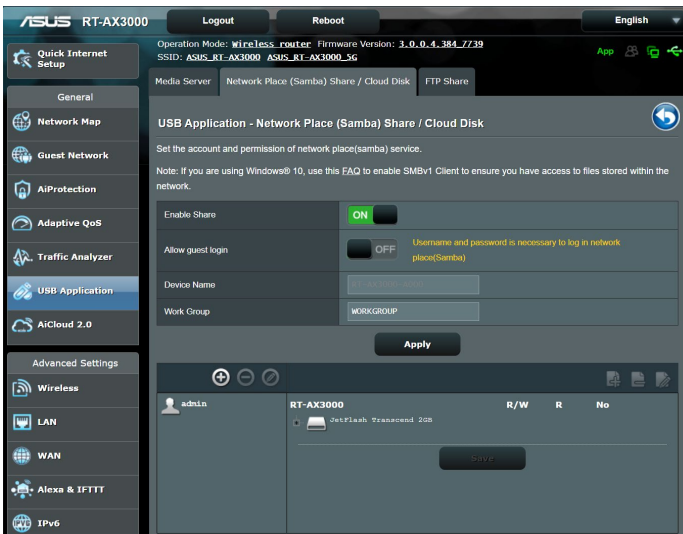 ASUS RT-AX3000 Logout Reboot English
Quick Internet Setup
Operation Mode: Wireless router Firmware Version: 3.0.0.4.384_7739
SSID: ASUS_RT-AX3000 ASUS_RT-AX3000_5G
App
Media Server Network Place (Samba) Share / Cloud Disk FTP Share
General
Network Map
Guest Network
AiProtection
Adaptive QoS
Traffic Analyzer
USB Application
AiCloud 2.0
Advanced Settings
Wireless
LAN
WAN
Alexa & IFTTT
IPv6
USB Application - Network Place (Samba) Share / Cloud Disk
Set the account and permission of network place(samba) service.
Note: If you are using Windows® 10, use this FAQ to enable SMBv1 Client to ensure you have access to files stored within the
network.
Enable Share ON
Allow guest login OFF Username and password is necessary to log in network
place(Samba)
Device Name
Work Group WORKGROUP
Apply
admin
RT-AX3000 R/W R No
JetFlash Transcend 2GB
Save